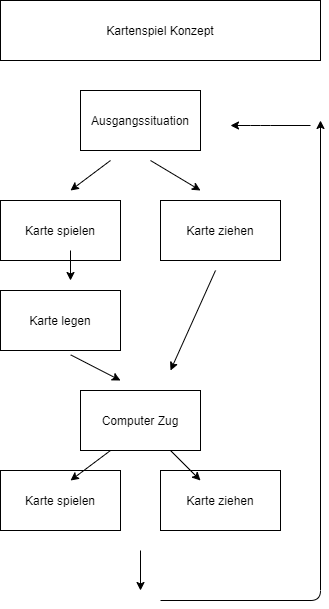 Kartenspiel Konzept
Ausgangssituation
Karte spielen
Karte ziehen
Karte legen
Computer Zug
Karte spielen
Karte ziehen